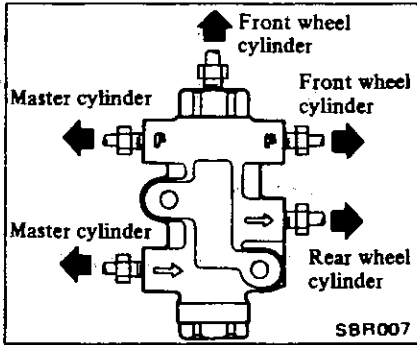 Front wheel
cylinder
Master cylinder
Front wheel
cylinder
F
F
Master cylinder
Rear wheel
cylinder
SBR007